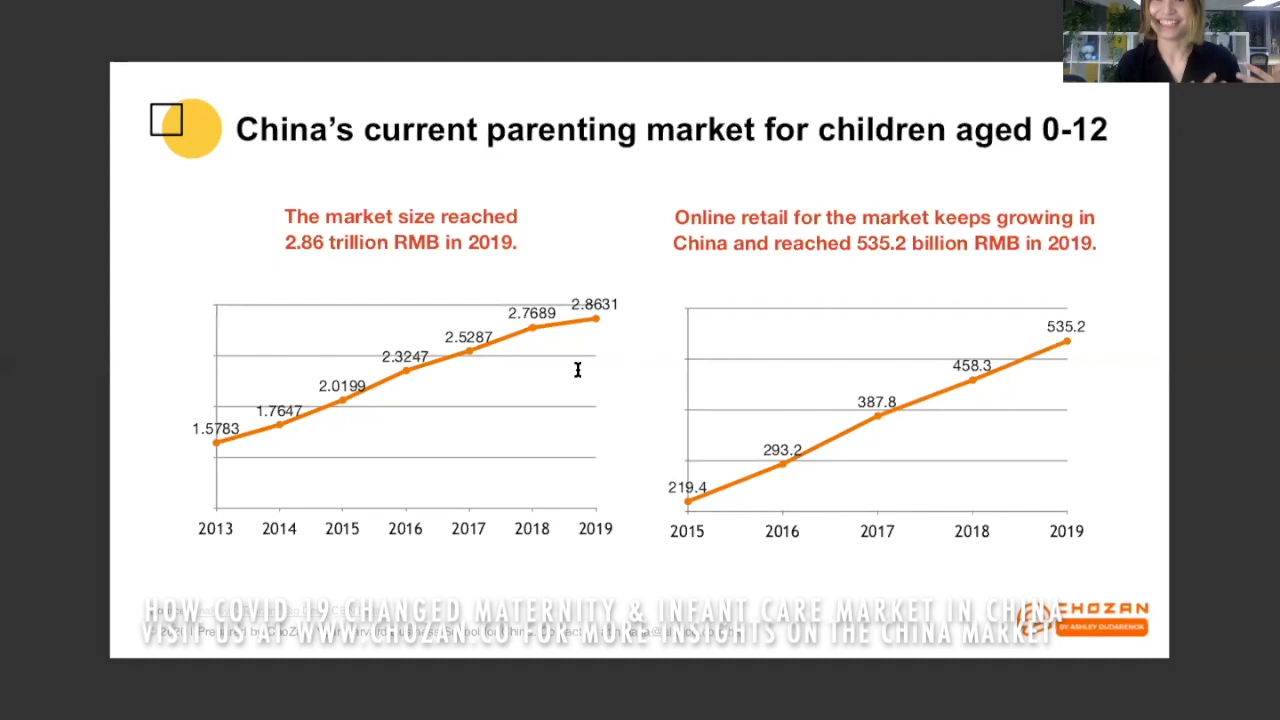 China's current parenting market for children aged 0-12
The market size reached
2.86 trillion RMB in 2019.
Online retail for the market keeps growing in
China and reached 535.2 billion RMB in 2019.
1.5783
1.7647
2.0199
2.3247
2.5287
2.7689
2.8631
2013 2014 2015 2016 2017 2018 2019
219.4
293.2
387.8
458.3
535.2
2015 2016 2017 2018 2019
HOW COVID-19 CHANGED MATERNITY & INFANT CARE MARKET IN CHINA
VISIT US AT WWW.CHOZAN.CO FOR MORE INSIGHTS ON THE CHINA MARKET
CHOZAN
BY ASHLEY DUDARENOK